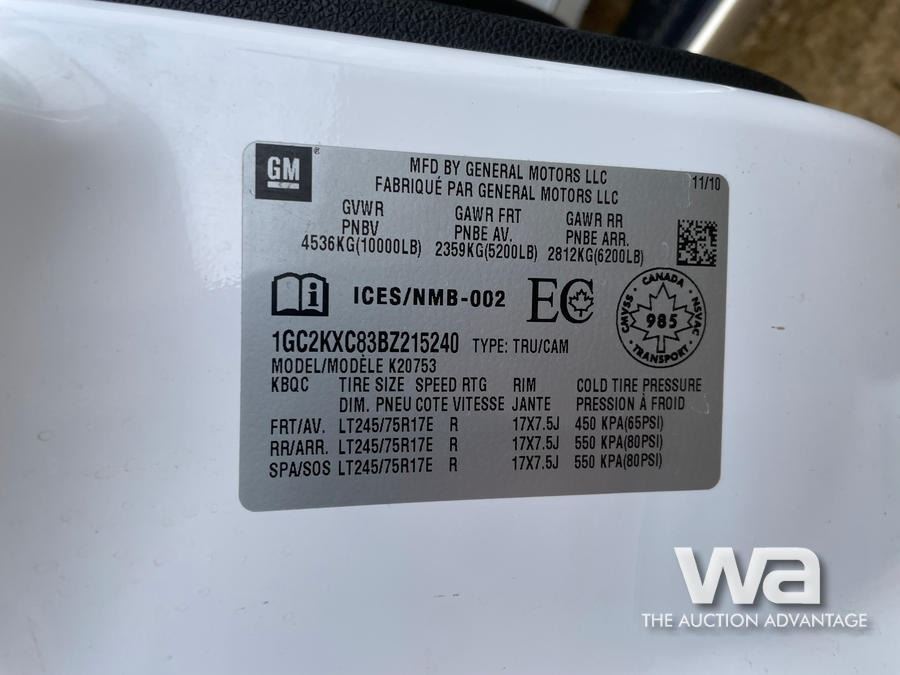 GM
MFD BY GENERAL MOTORS LLC
FABRIQUÉ PAR GENERAL MOTORS LLC
11/10
GVWR GAWR FRT GAWR RR
PNBV PNBE AV. PNBE ARR.
4536KG(10000LB) 2359KG(5200LB) 2812KG(6200LB)
ICES/NMB-002 EC
CANADA
CMVSS 985 NSVAC
TRANSPORT
1GC2KXC83BZ215240 TYPE: TRU/CAM
MODEL/MODÈLE K20753
KBQC TIRE SIZE SPEED RTG RIM COLD TIRE PRESSURE
DIM. PNEU COTE VITESSE JANTE PRESSION À FROID
FRT/AV. LT245/75R17E R 17X7.5J 450 KPA(65PSI)
RR/ARR. LT245/75R17E R 17X7.5J 550 KPA(80PSI)
SPA/SOS LT245/75R17E R 17X7.5J 550 KPA(80PSI)
wa
THE AUCTION ADVANTAGE